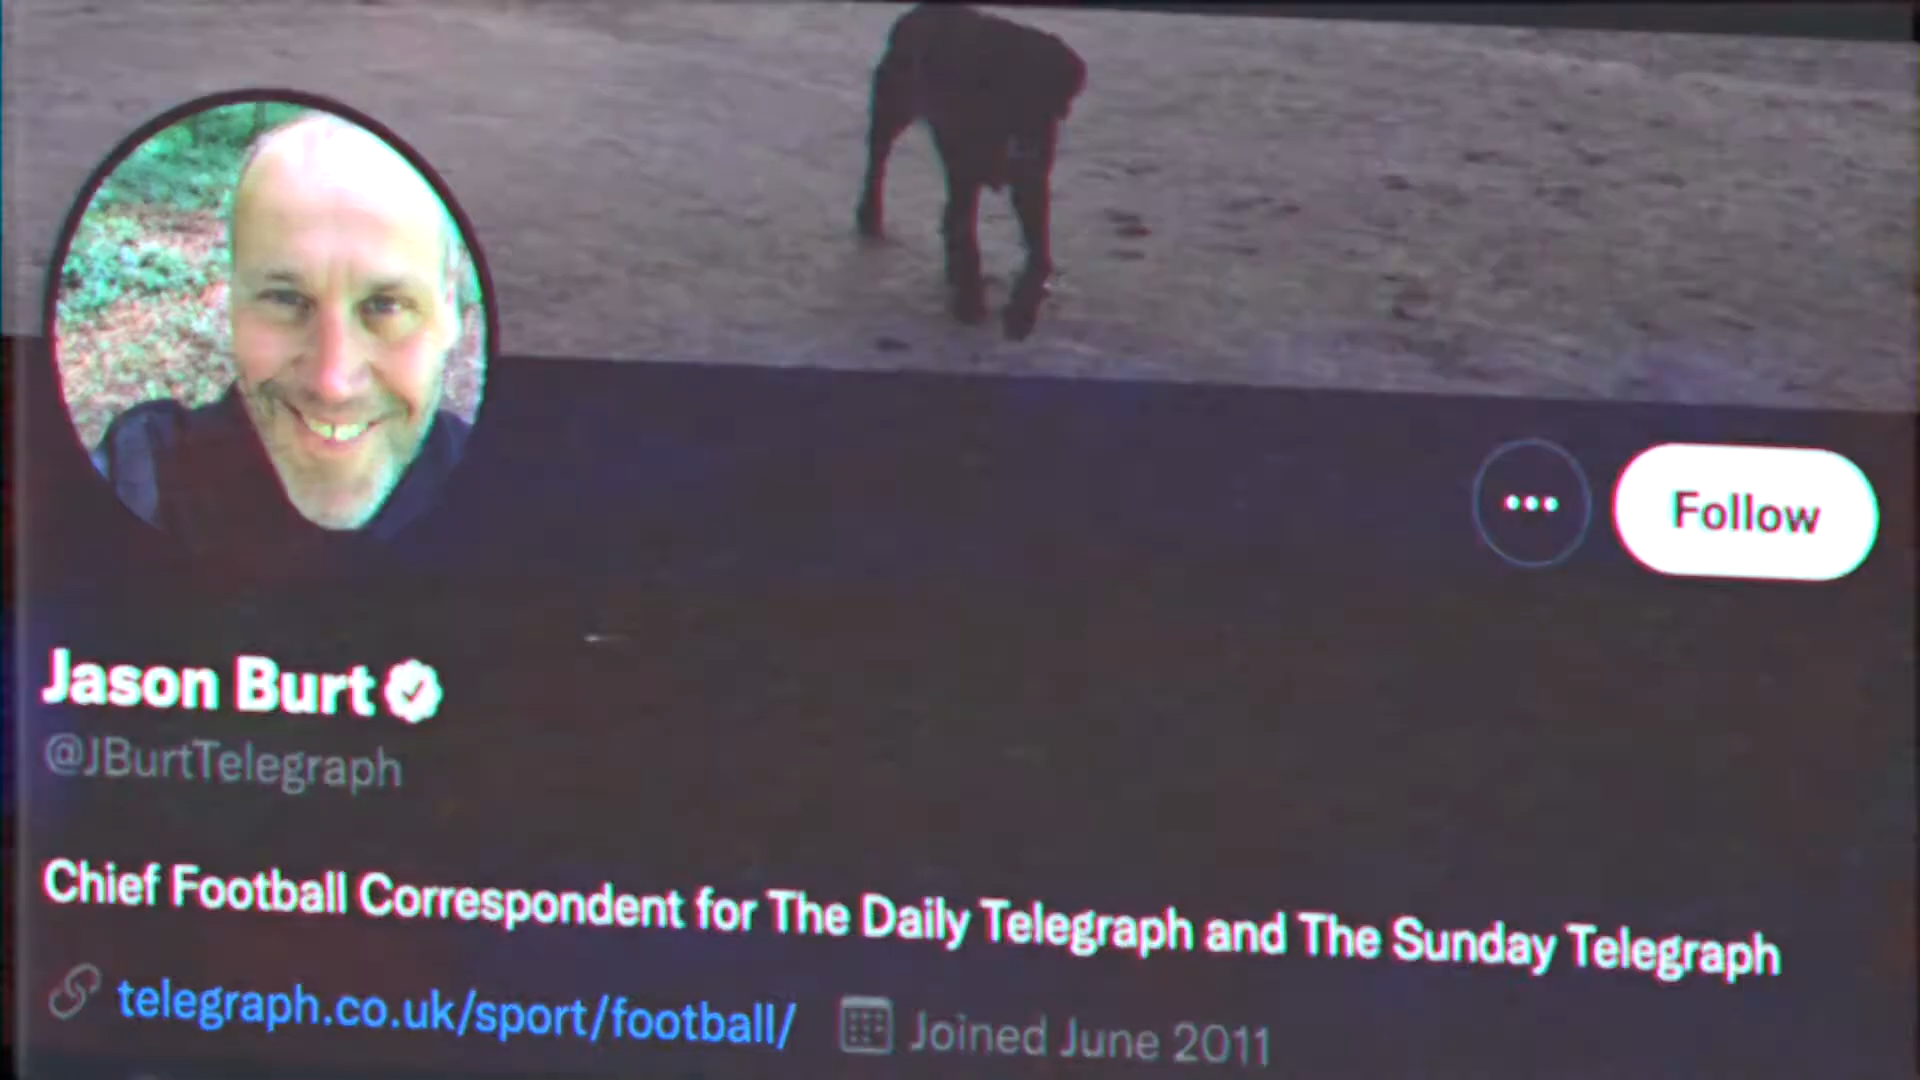 Follow
Jason Burt
@JBurtTelegraph
Chief Football Correspondent for The Daily Telegraph and The Sunday Telegraph
telegraph.co.uk/sport/football/ Joined June 2011